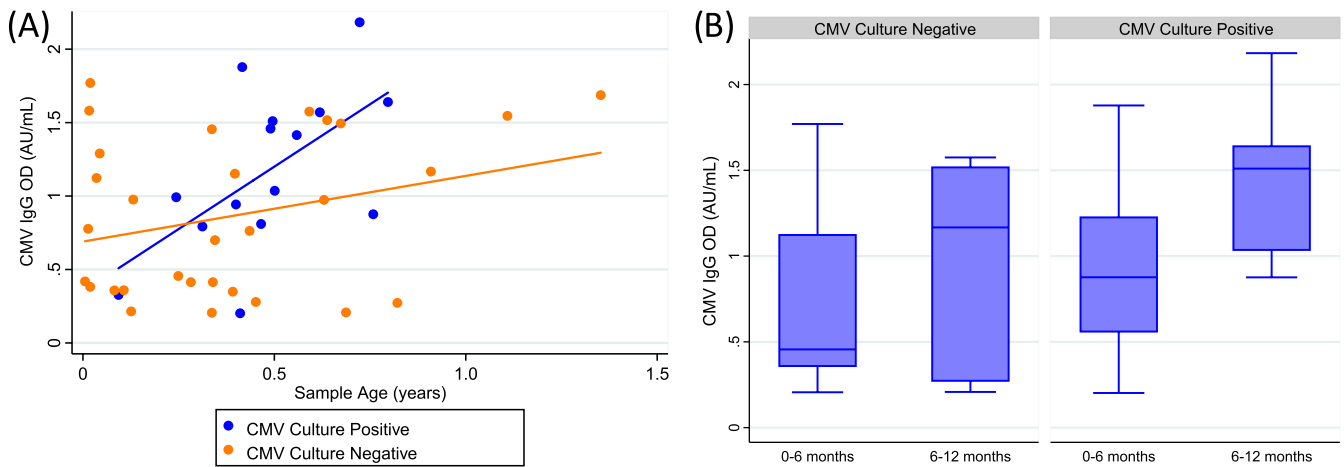 (A)
CMV IgG OD (AU/mL)
2
1.5
1
.5
0
0 0.5 1.0 1.5
Sample Age (years)
CMV Culture Positive
CMV Culture Negative
(B)
CMV Culture Negative CMV Culture Positive
CMV IgG OD (AU/mL)
2
1.5
1
.5
0
0-6 months 6-12 months 0-6 months 6-12 months